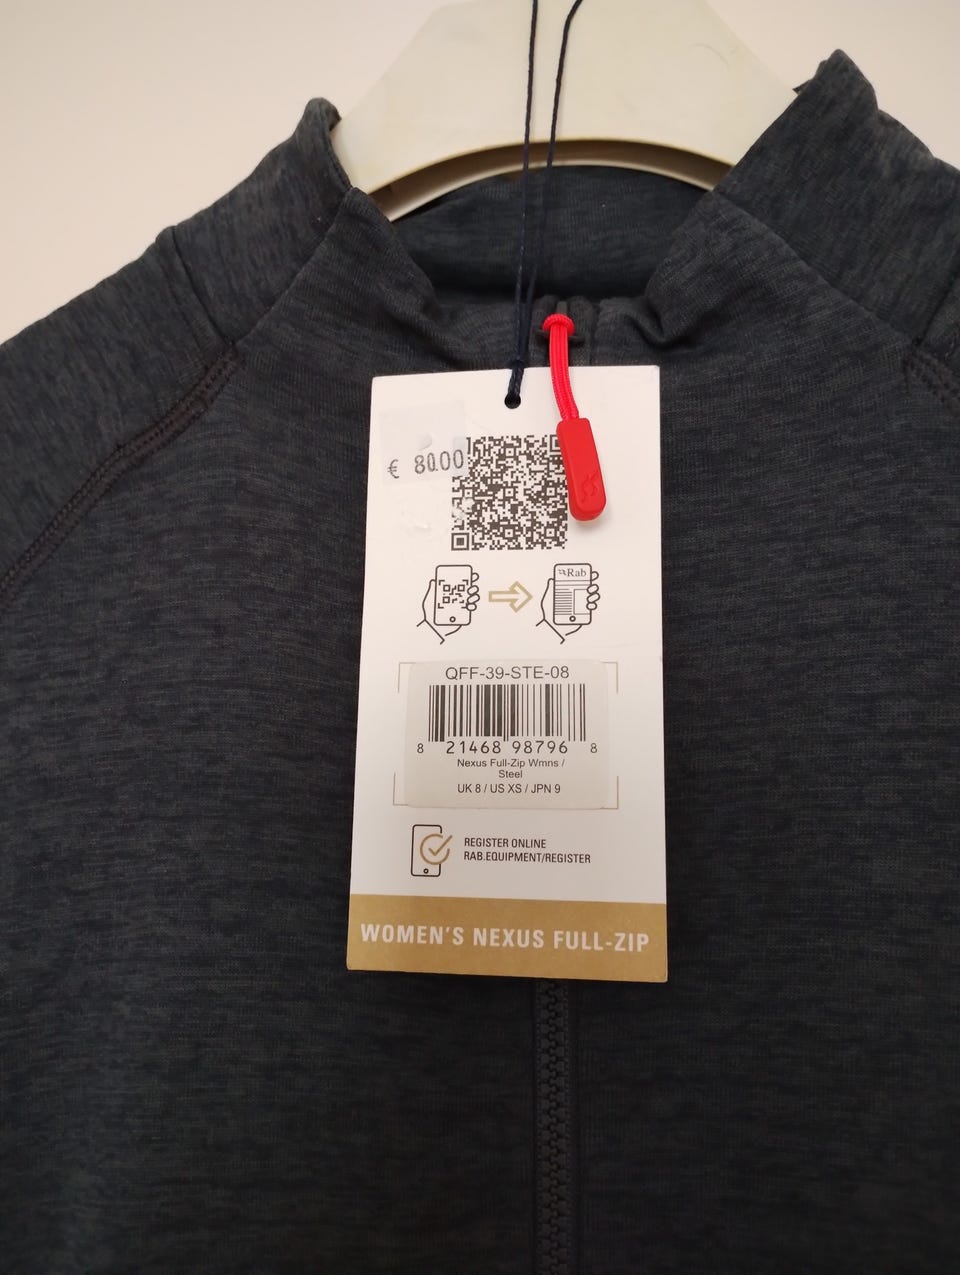 € 80.00
Rab
QFF-39-STE-08
8 21468 98796 8
Nexus Full-Zip Wmns /
Steel
UK 8 / US XS / JPN 9
REGISTER ONLINE
RAB.EQUIPMENT/REGISTER
WOMEN'S NEXUS FULL-ZIP